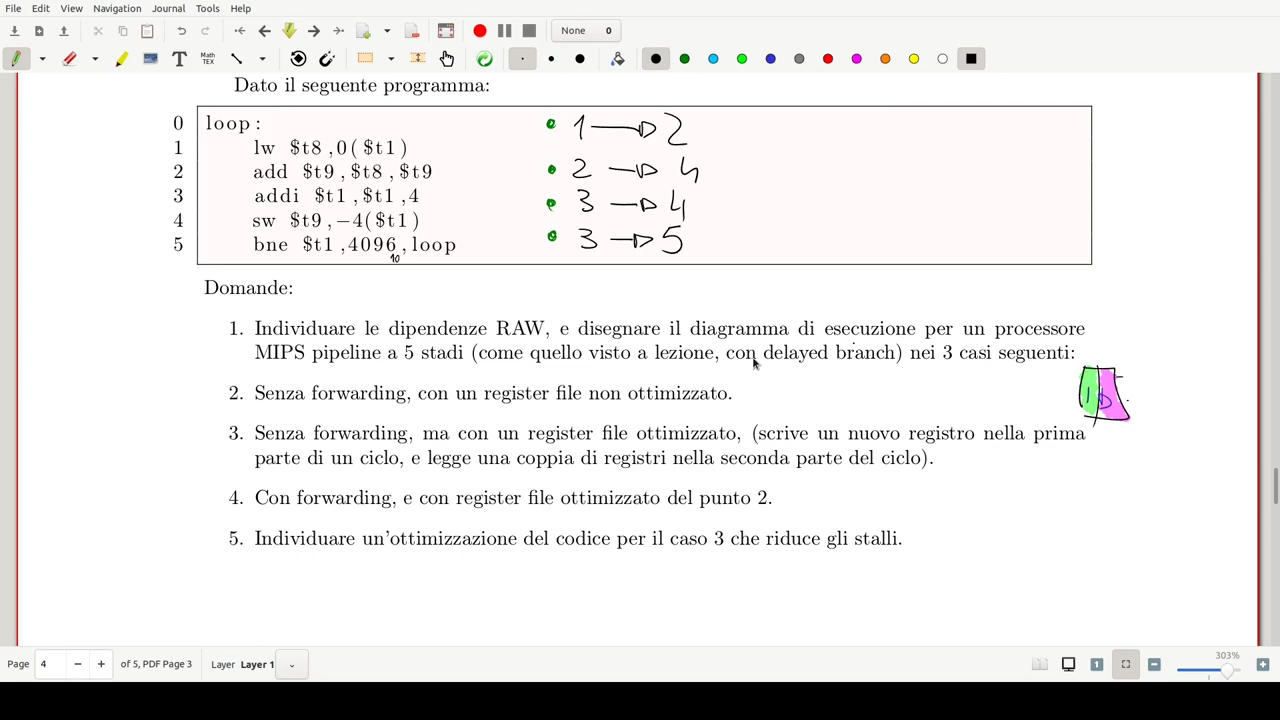 File Edit View Navigation Journal Tools Help
None 0
T Math TEX
Dato il seguente programma:
0 loop:
1 lw $t8,0($t1)
2 add $t9,$t8,$t9
3 addi $t1,$t1,4
4 sw $t9,−4($t1)
5 bne $t1,4096,loop
10
1 → 2
2 → 4
3 → 4
3 → 5
Domande:
1. Individuare le dipendenze RAW, e disegnare il diagramma di esecuzione per un processore
MIPS pipeline a 5 stadi (come quello visto a lezione, con delayed branch) nei 3 casi seguenti:
2. Senza forwarding, con un register file non ottimizzato.
3. Senza forwarding, ma con un register file ottimizzato, (scrive un nuovo registro nella prima
parte di un ciclo, e legge una coppia di registri nella seconda parte del ciclo).
4. Con forwarding, e con register file ottimizzato del punto 2.
5. Individuare un'ottimizzazione del codice per il caso 3 che riduce gli stalli.
I D
Page 4 − + of 5, PDF Page 3 Layer Layer 1
303%